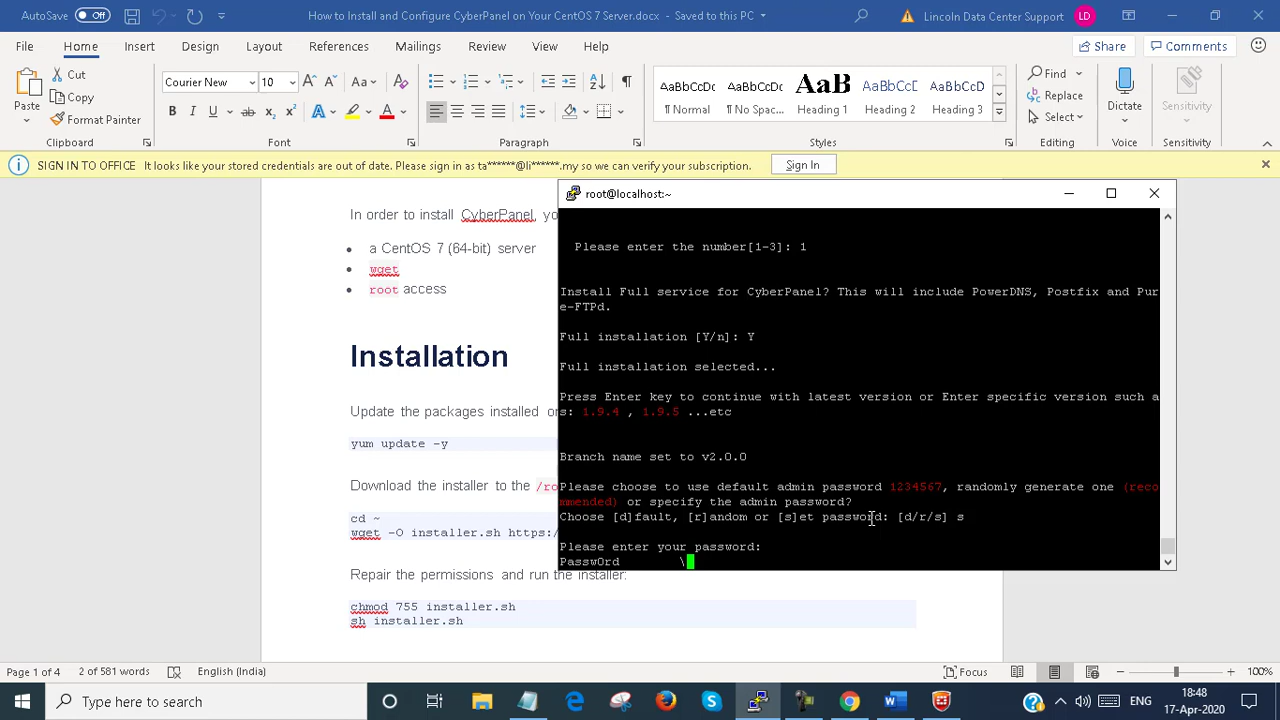 AutoSave Off
How to Install and Configure CyberPanel on Your CentOS 7 Server.docx - Saved to this PC
Lincoln Data Center Support LD
File Home Insert Design Layout References Mailings Review View Help Share Comments
Paste Cut Copy Format Painter
Courier New 10
Find Replace Select
Dictate Sensitivity
AaBbCcDc AaBbCcDc AaB AaBbCcD AaBbCcDc
¶ Normal ¶ No Spac... Heading 1 Heading 2 Heading 3
Clipboard Font Paragraph Styles Editing Voice Sensitivity
SIGN IN TO OFFICE It looks like your stored credentials are out of date. Please sign in as ta******@li******.my so we can verify your subscription. Sign In
In order to install CyberPanel, yo
• a CentOS 7 (64-bit) server
• wget
• root access
Installation
Update the packages installed on
yum update -y
Download the installer to the /ro
cd ~
wget -O installer.sh https:/
Repair the permissions and run the installer:
chmod 755 installer.sh
sh installer.sh
root@localhost:~
Please enter the number[1-3]: 1
Install Full service for CyberPanel? This will include PowerDNS, Postfix and Pur
e-FTPd.
Full installation [Y/n]: Y
Full installation selected...
Press Enter key to continue with latest version or Enter specific version such a
s: 1.9.4 , 1.9.5 ...etc
Branch name set to v2.0.0
Please choose to use default admin password 1234567, randomly generate one (reco
mmended) or specify the admin password?
Choose [d]fault, [r]andom or [s]et password: [d/r/s] s
Please enter your password:
Passw0rd \
Page 1 of 4 2 of 581 words English (India) Focus 100%
Type here to search
ENG
18:48
17-Apr-2020